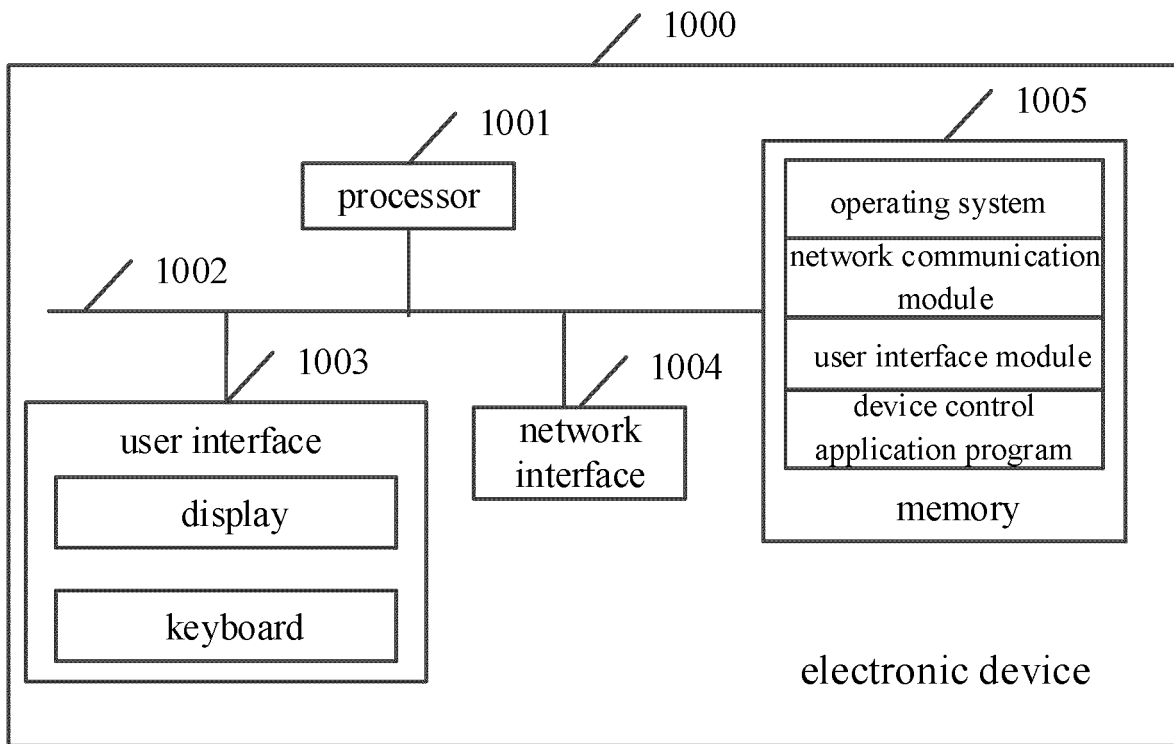 1000
1001
1005
processor
operating system
network communication
module
1002
user interface module
1003
1004
device control
application program
user interface
network
interface
memory
display
keyboard
electronic device